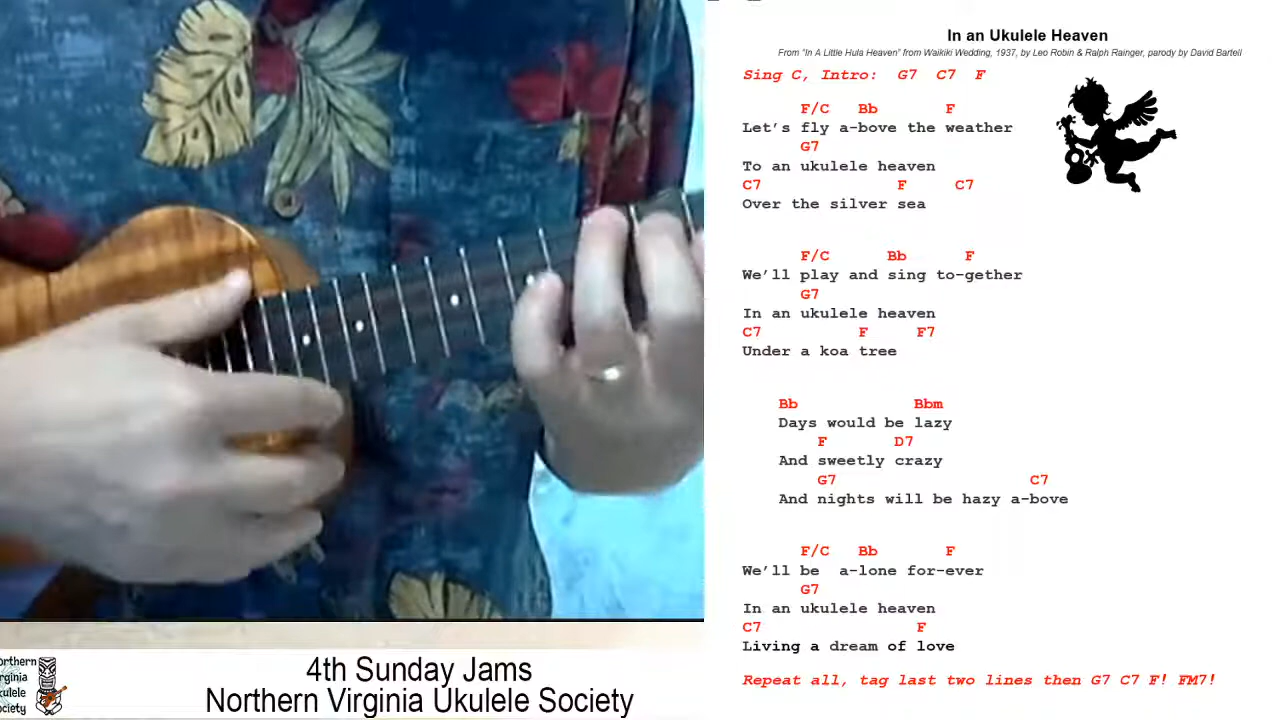 In an Ukulele Heaven
From "In A Little Hula Heaven" from Waikiki Wedding, 1937, by Leo Robin & Ralph Rainger, parody by David Bartell
Sing C, Intro: G7 C7 F
F/C Bb F
Let's fly a-bove the weather
G7
To an ukulele heaven
C7 F C7
Over the silver sea
F/C Bb F
We'll play and sing to-gether
G7
In an ukulele heaven
C7 F F7
Under a koa tree
Bb Bbm
Days would be lazy
F D7
And sweetly crazy
G7 C7
And nights will be hazy a-bove
F/C Bb F
We'll be a-lone for-ever
G7
In an ukulele heaven
C7 F
Living a dream of love
Repeat all, tag last two lines then G7 C7 F! FM7!
4th Sunday Jams
Northern Virginia Ukulele Society